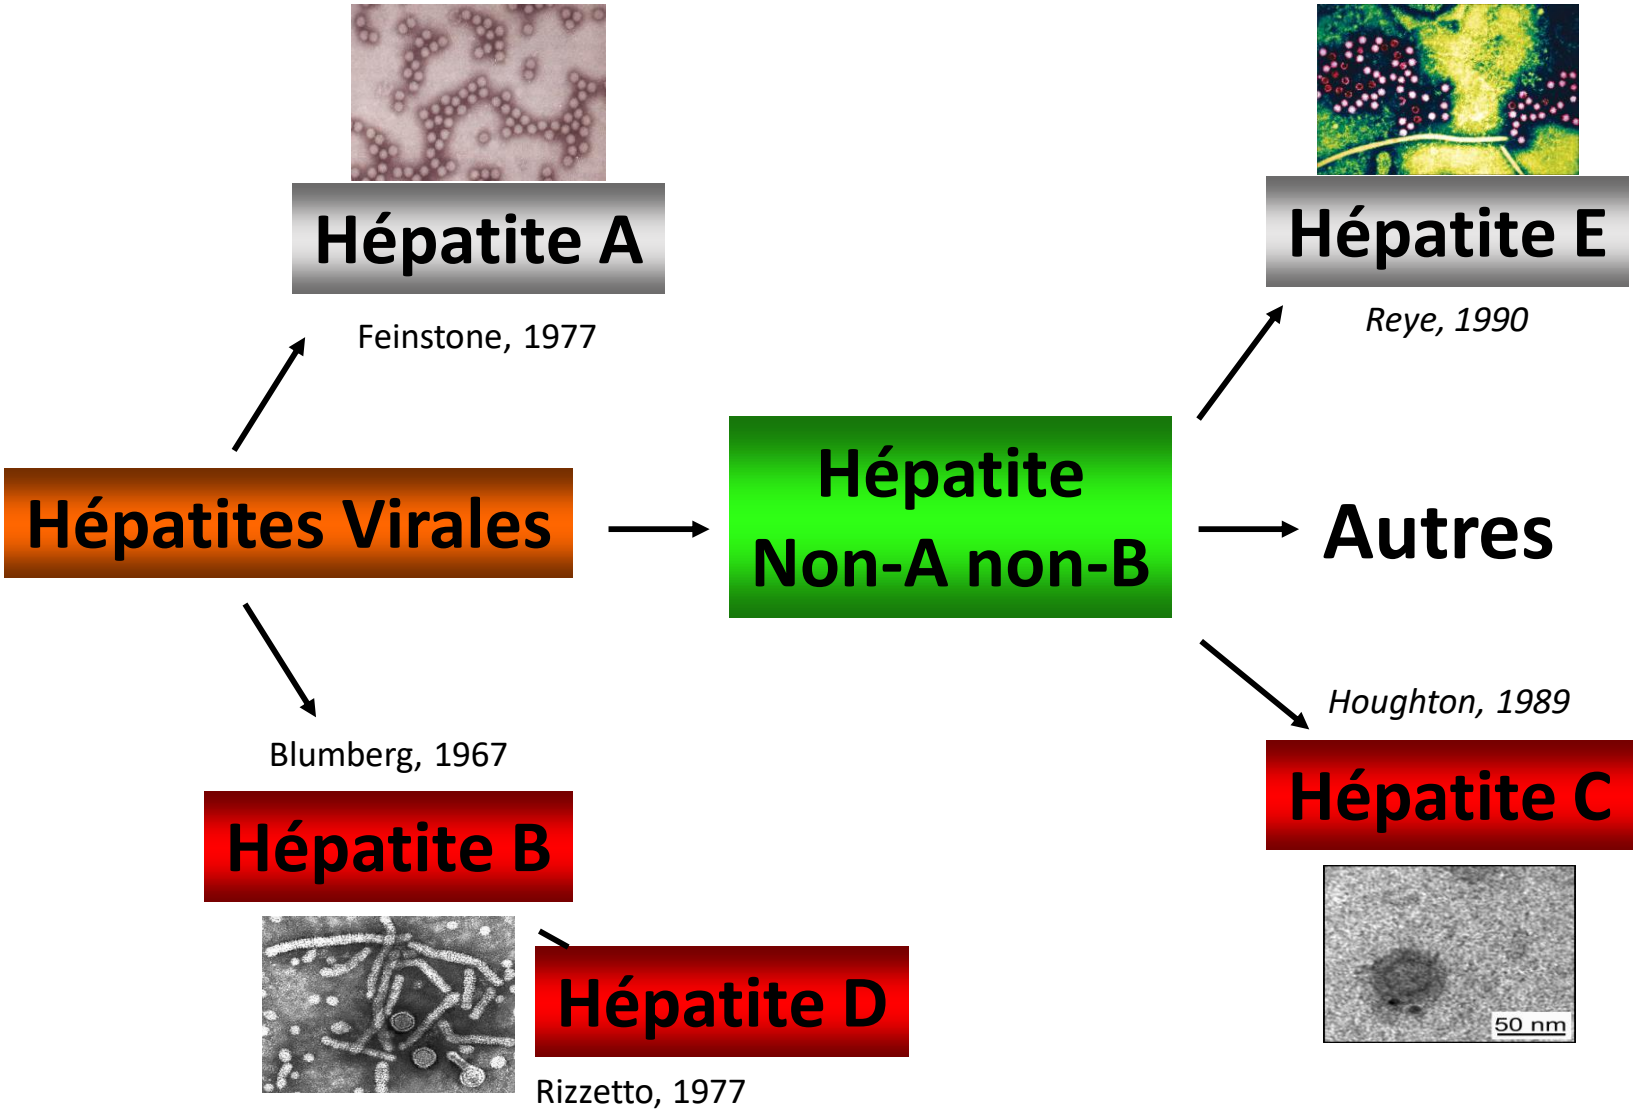 Hépatite A
Feinstone, 1977
Hépatite E
Reye, 1990
Hépatites Virales
Hépatite
Non-A non-B
Autres
Blumberg, 1967
Hépatite B
Hépatite D
Rizzetto, 1977
Houghton, 1989
Hépatite C
50 nm